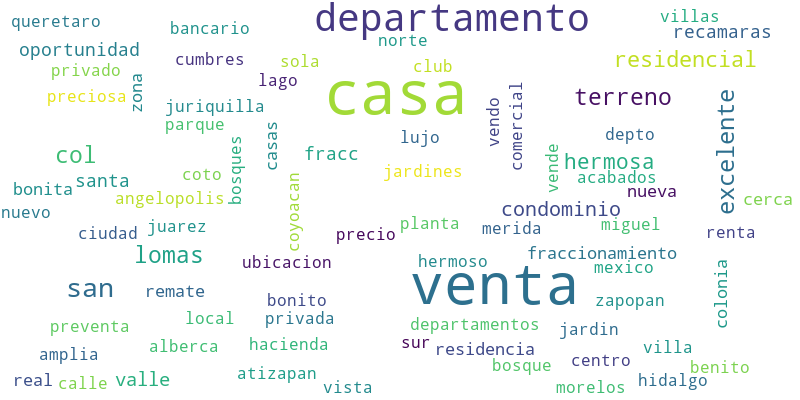 queretaro
bancario
departamento
villas
recamaras
oportunidad
norte
privado
cumbres
sola
club
residencial
preciosa
zona
lago
casa
vendo
comercial
terreno
juriquilla
parque
casas
lujo
depto
excelente
col
bosques
fracc
vende
hermosa
bonita
santa
coto
jardines
acabados
nueva
cerca
nuevo
angelopolis
coyoacan
condominio
ciudad
juarez
precio
planta
merida
miguel
renta
lomas
ubicacion
hermoso
fraccionamiento
mexico
san
remate
bonito
venta
zapopan
colonia
preventa
local
privada
departamentos
jardin
amplia
alberca
hacienda
sur
residencia
centro
villa
real
calle
valle
atizapan
vista
bosque
morelos
hidalgo
benito